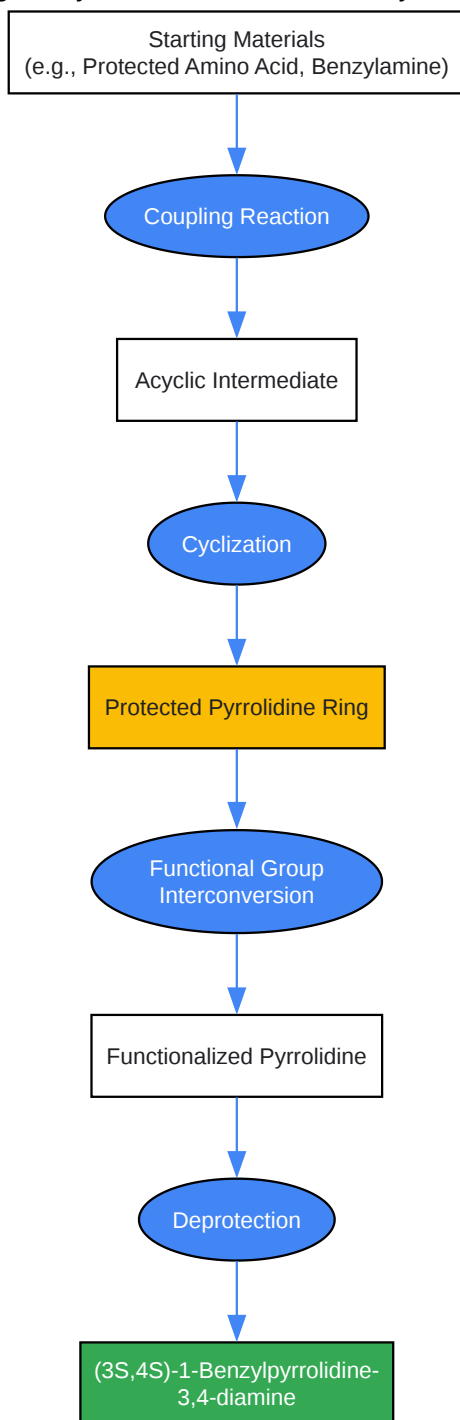 Starting Materials
(e.g., Protected Amino Acid, Benzylamine)
Coupling Reaction
Acyclic Intermediate
Cyclization
Protected Pyrrolidine Ring
Functional Group
Interconversion
Functionalized Pyrrolidine
Deprotection
(3S,4S)-1-Benzylpyrrolidine-
3,4-diamine